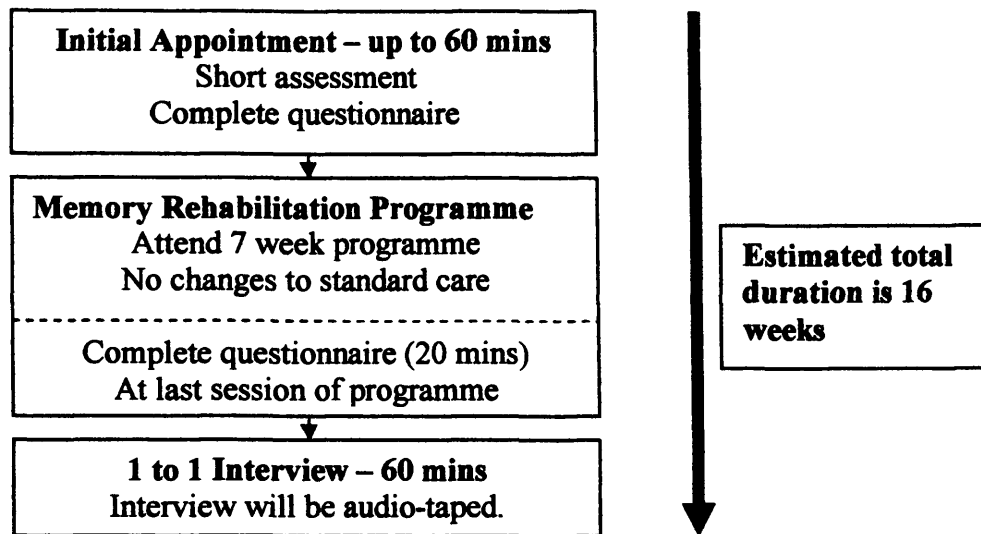 Initial Appointment – up to 60 mins
Short assessment
Complete questionnaire
Memory Rehabilitation Programme
Attend 7 week programme
No changes to standard care
Complete questionnaire (20 mins)
At last session of programme
1 to 1 Interview – 60 mins
Interview will be audio-taped.
Estimated total
duration is 16
weeks